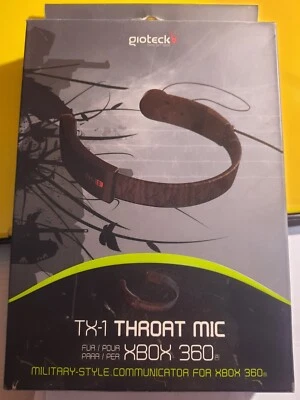 gioteck
TX-1 THROAT MIC
FÜR / POUR
PARA / PER
XBOX 360®
MILITARY-STYLE COMMUNICATOR FOR XBOX 360®